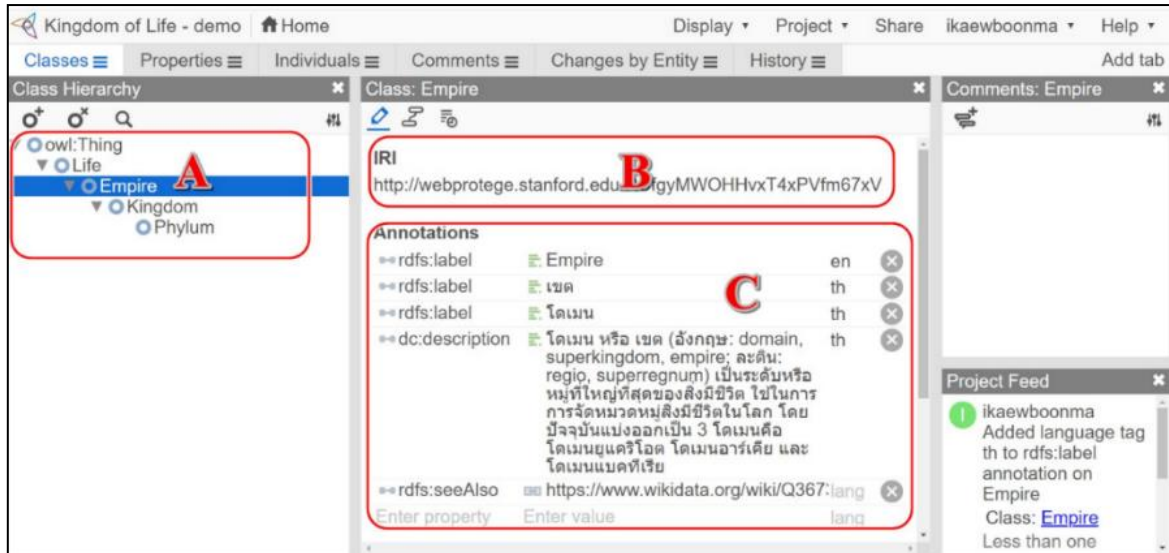 Kingdom of Life - demo Home Display Project Share ikaewboonma Help
Classes Properties Individuals Comments Changes by Entity History Add tab
Class Hierarchy
owl:Thing
Life
Empire
Kingdom
Phylum
A
Class: Empire
IRI
http://webprotege.stanford.edu
B
Annotations
rdfs:label Empire en
rdfs:label เขต th
rdfs:label โดเมน th
C
dc:description โดเมน หรือ เขต (อังกฤษ: domain, th
superkingdom, empire; ละติน:
regio, superregnum) เป็นระดับหรือ
หมู่ที่ใหญ่ที่สุดของสิ่งมีชีวิต ใช่ในการ
การจัดหมวดหมู่สิ่งมีชีวิตในโลก โดย
ปัจจุบันแบ่งออกเป็น 3 โดเมนคือ
โดเมนยูแคริโอต โดเมนอาร์เคีย และ
โดเมนแบคทีเรีย
rdfs:seeAlso https://www.wikidata.org/wiki/Q367 lang
Enter property Enter value lang
Comments: Empire
Project Feed
ikaewboonma
Added language tag
th to rdfs:label
annotation on
Empire
Class: Empire
Less than one